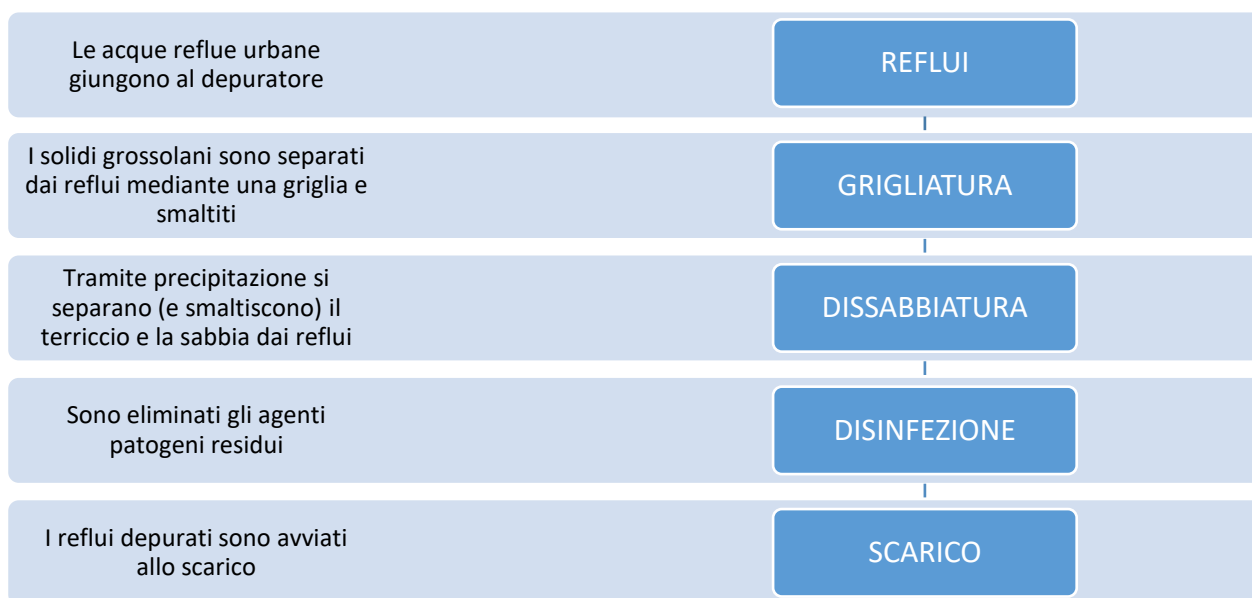 Le acque reflue urbane
giungono al depuratore
REFLUI
I solidi grossolani sono separati
dai reflui mediante una griglia e
smaltiti
GRIGLIATURA
Tramite precipitazione si
separano (e smaltiscono) il
terriccio e la sabbia dai reflui
DISSABBIATURA
Sono eliminati gli agenti
patogeni residui
DISINFEZIONE
I reflui depurati sono avviati
allo scarico
SCARICO